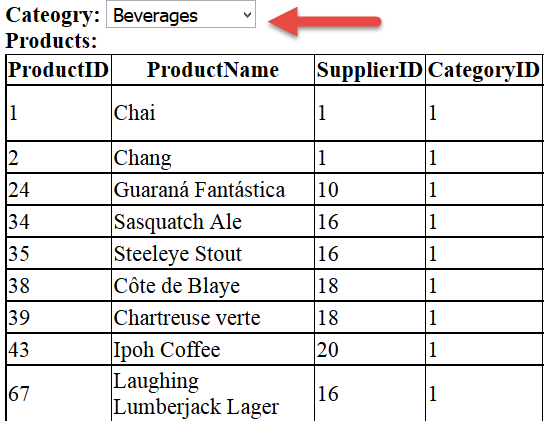 Cateogry: Beverages
Products:
ProductID ProductName SupplierID CategoryID
1 Chai 1 1
2 Chang 1 1
24 Guaraná Fantástica 10 1
34 Sasquatch Ale 16 1
35 Steeleye Stout 16 1
38 Côte de Blaye 18 1
39 Chartreuse verte 18 1
43 Ipoh Coffee 20 1
67 Laughing 16 1
Lumberjack Lager